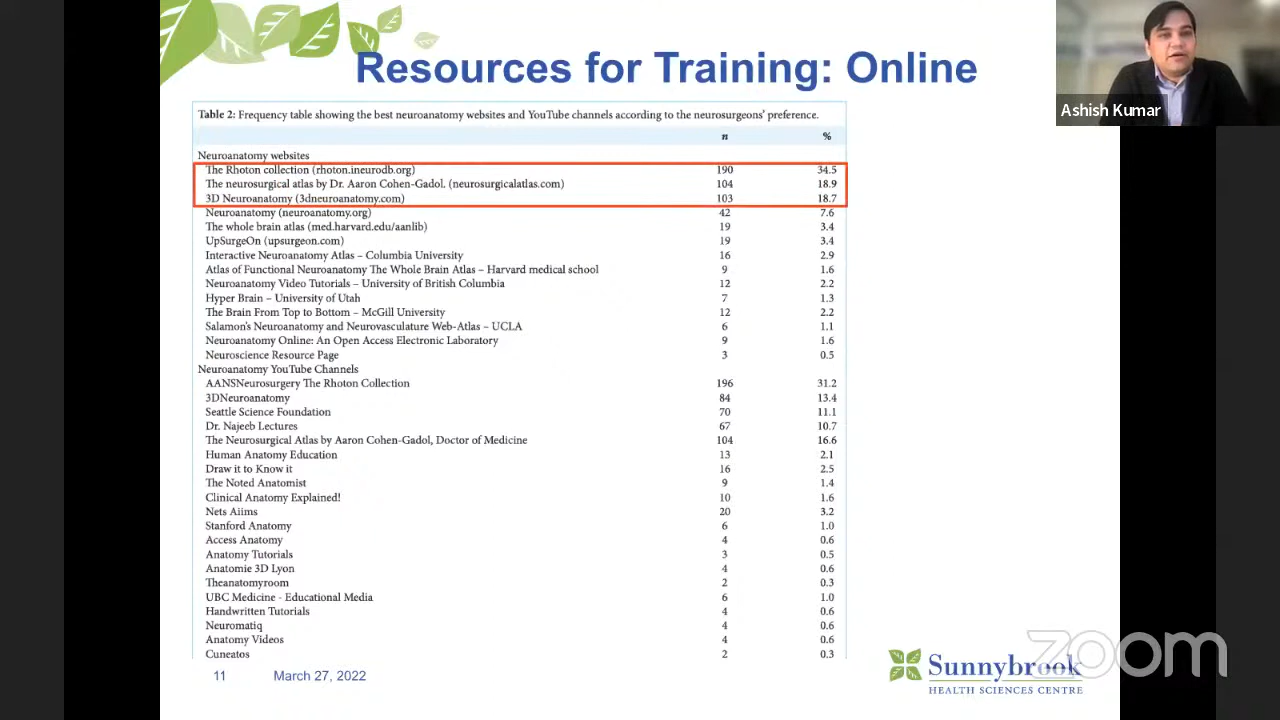 Resources for Training: Online
Ashish Kumar
Table 2: Frequency table showing the best neuroanatomy websites and YouTube channels according to the neurosurgeons' preference.
n %
Neuroanatomy websites
The Rhoton collection (rhoton.ineurodb.org) 190 34.5
The neurosurgical atlas by Dr. Aaron Cohen-Gadol. (neurosurgicalatlas.com) 104 18.9
3D Neuroanatomy (3dneuroanatomy.com) 103 18.7
Neuroanatomy (neuroanatomy.org) 42 7.6
The whole brain atlas (med.harvard.edu/aanlib) 19 3.4
UpSurgeOn (upsurgeon.com) 19 3.4
Interactive Neuroanatomy Atlas – Columbia University 16 2.9
Atlas of Functional Neuroanatomy The Whole Brain Atlas – Harvard medical school 9 1.6
Neuroanatomy Video Tutorials – University of British Columbia 12 2.2
Hyper Brain – University of Utah 7 1.3
The Brain From Top to Bottom – McGill University 12 2.2
Salamon's Neuroanatomy and Neurovasculature Web-Atlas – UCLA 6 1.1
Neuroanatomy Online: An Open Access Electronic Laboratory 9 1.6
Neuroscience Resource Page 3 0.5
Neuroanatomy YouTube Channels
AANSNeurosurgery The Rhoton Collection 196 31.2
3DNeuroanatomy 84 13.4
Seattle Science Foundation 70 11.1
Dr. Najeeb Lectures 67 10.7
The Neurosurgical Atlas by Aaron Cohen-Gadol, Doctor of Medicine 104 16.6
Human Anatomy Education 13 2.1
Draw it to Know it 16 2.5
The Noted Anatomist 9 1.4
Clinical Anatomy Explained! 10 1.6
Nets Aiims 20 3.2
Stanford Anatomy 6 1.0
Access Anatomy 4 0.6
Anatomy Tutorials 3 0.5
Anatomie 3D Lyon 4 0.6
Theanatomyroom 2 0.3
UBC Medicine - Educational Media 6 1.0
Handwritten Tutorials 4 0.6
Neuromatiq 4 0.6
Anatomy Videos 4 0.6
Cuneatos 2 0.3
11 March 27, 2022
Sunnybrook
HEALTH SCIENCES CENTRE
zoom